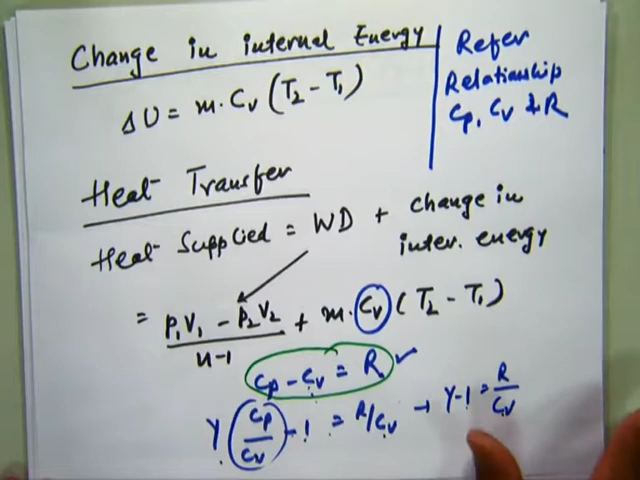 Change in internal Energy
ΔU = m. Cv (T2 - T1)
Refer
Relationship
Cp, Cv & R
Heat Transfer
Heat Supplied = WD + change in
inter. energy
= P1V1 - P2V2 / n-1 + m. Cv (T2 - T1)
Cp - Cv = R ✓
γ (Cp/Cv) - 1 = R/Cv → γ-1 = R/Cv